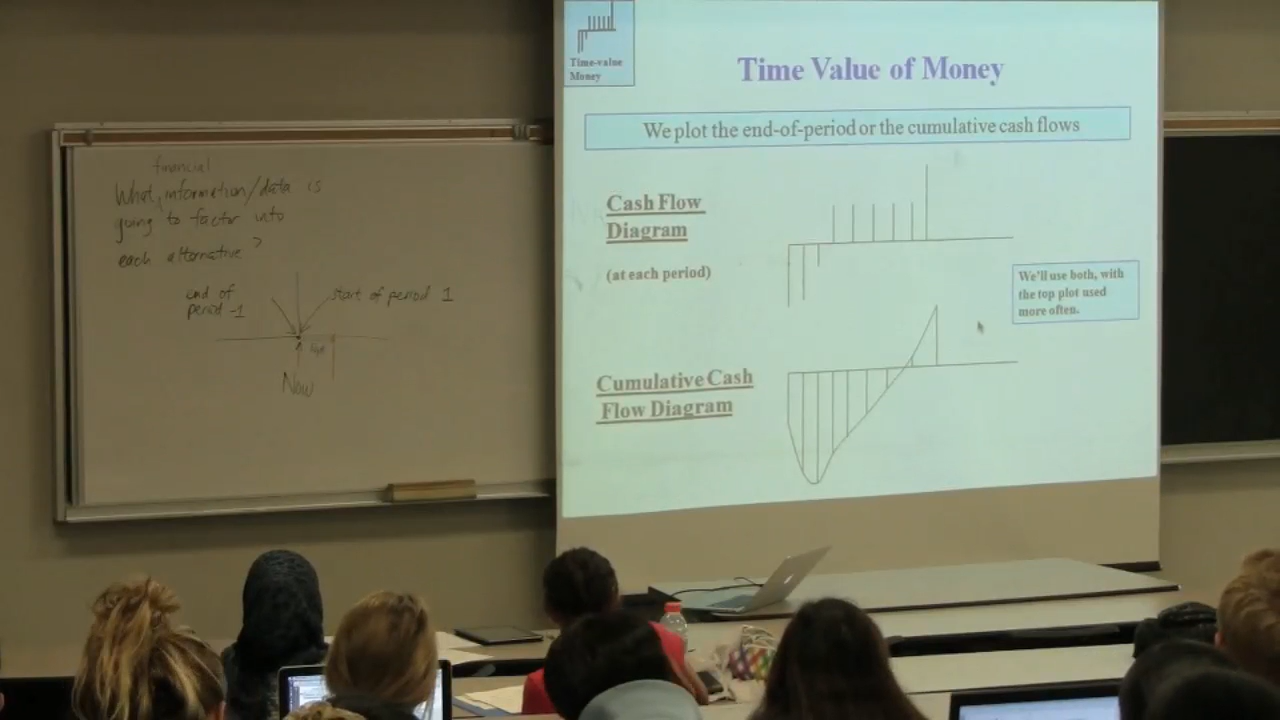 financial
What information/data is
going to factor into
each alternative?
end of
period -1
start of period 1
Now
Time-value
Money
Time Value of Money
We plot the end-of-period or the cumulative cash flows
Cash Flow
Diagram
(at each period)
We'll use both, with
the top plot used
more often.
Cumulative Cash
Flow Diagram